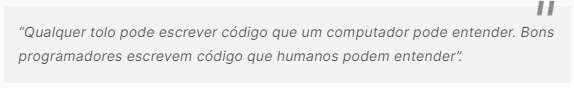 “Qualquer tolo pode escrever código que um computador pode entender. Bons
programadores escrevem código que humanos podem entender”.